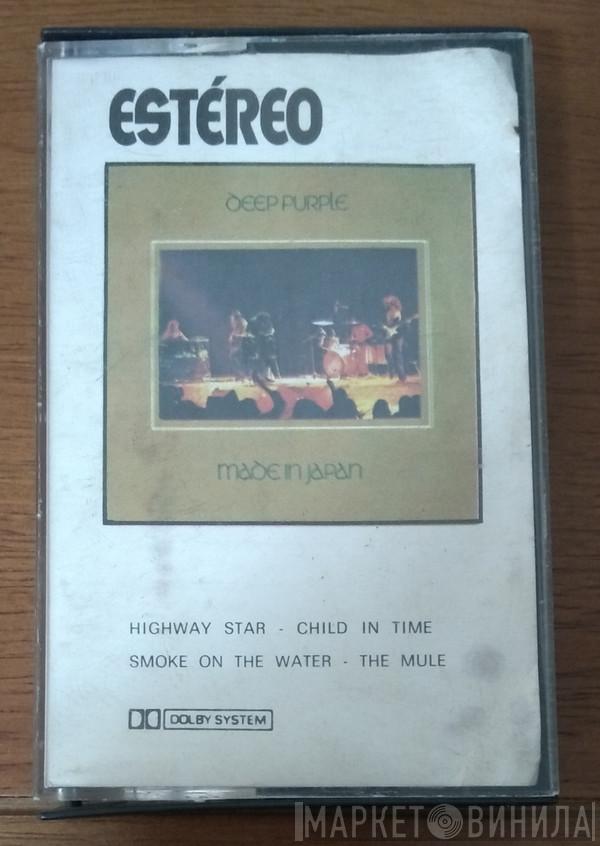 ESTÉREO
DEEP PURPLE
MADE IN JAPAN
HIGHWAY STAR - CHILD IN TIME
SMOKE ON THE WATER - THE MULE
DOLBY SYSTEM
МАРКЕТ ВИНИЛА